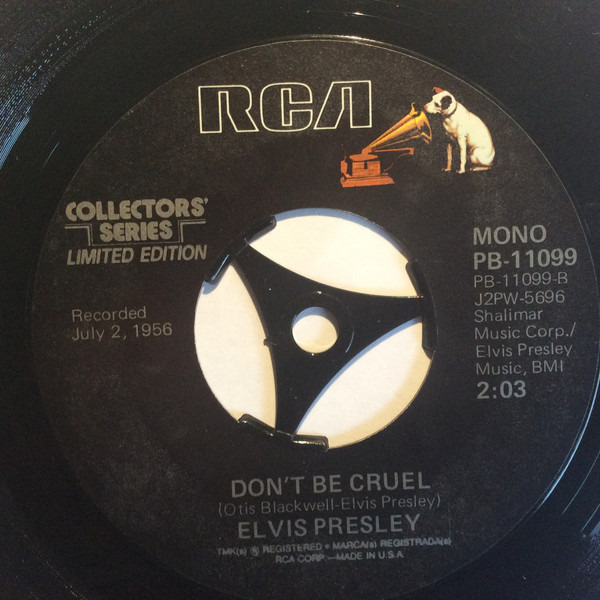 RCA
COLLECTORS'
SERIES
LIMITED EDITION
Recorded
July 2, 1956
MONO
PB-11099
PB-11099-B
J2PW-5696
Shalimar
Music Corp./
Elvis Presley
Music, BMI
2:03
DON'T BE CRUEL
(Otis Blackwell-Elvis Presley)
ELVIS PRESLEY
TMK(s) ® REGISTERED • MARCA(s) REGISTRADA(s)
RCA CORP.—MADE IN U.S.A.